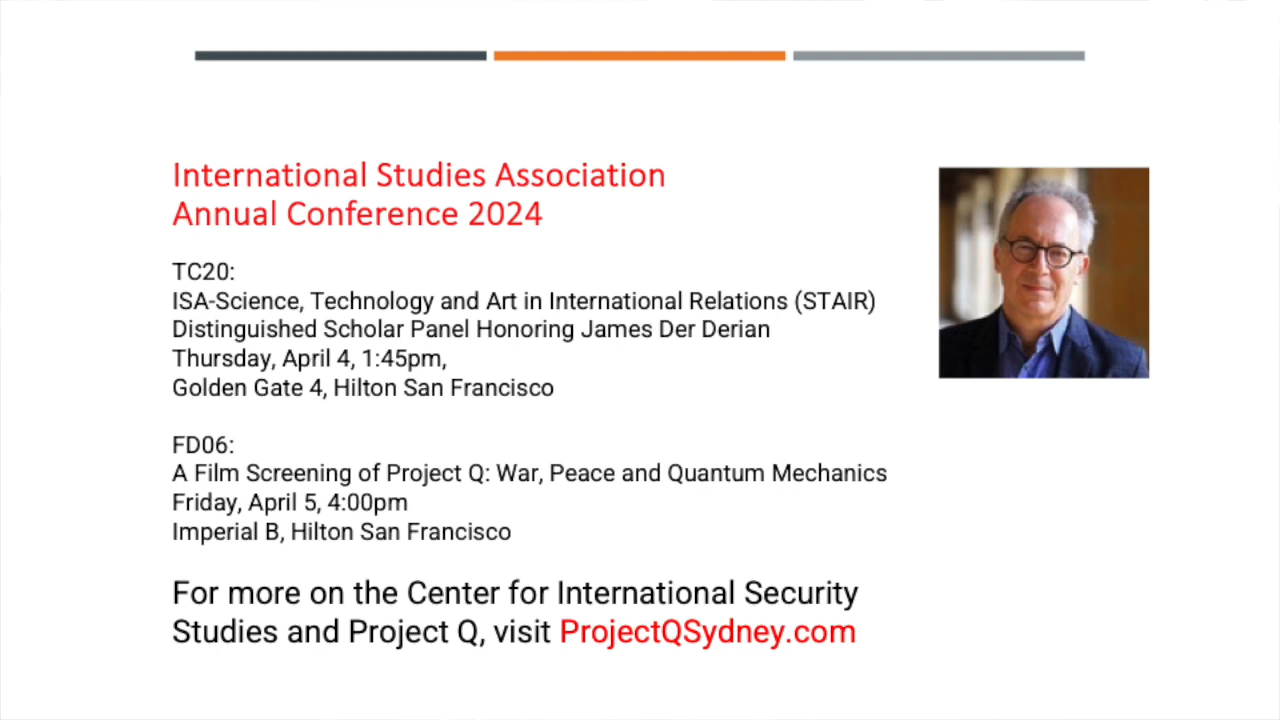 International Studies Association
Annual Conference 2024
TC20:
ISA-Science, Technology and Art in International Relations (STAIR)
Distinguished Scholar Panel Honoring James Der Derian
Thursday, April 4, 1:45pm,
Golden Gate 4, Hilton San Francisco
FD06:
A Film Screening of Project Q: War, Peace and Quantum Mechanics
Friday, April 5, 4:00pm
Imperial B, Hilton San Francisco
For more on the Center for International Security
Studies and Project Q, visit ProjectQSydney.com